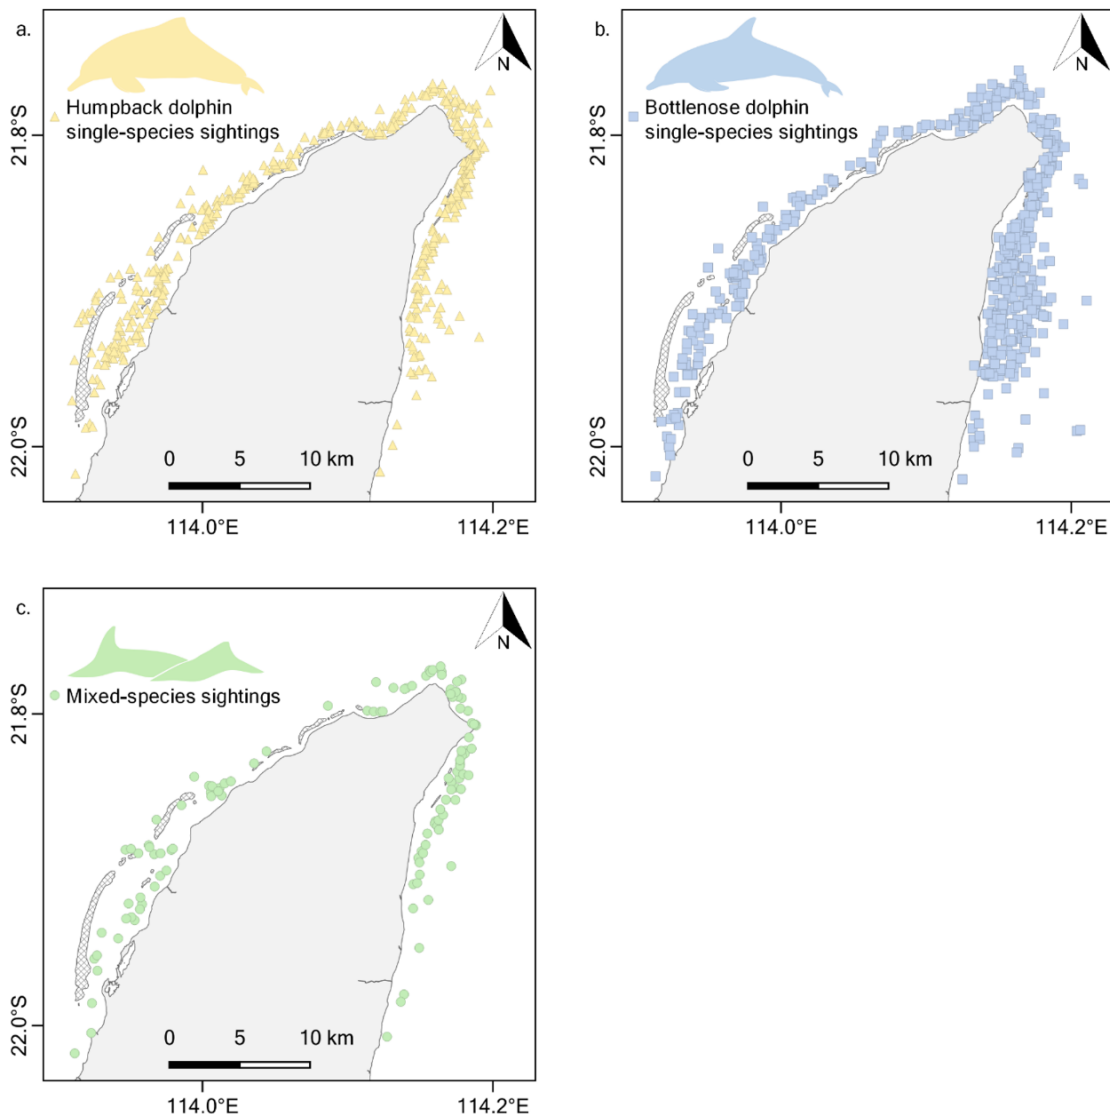 a.
N
Humpback dolphin
single-species sightings
21.8°S
22.0°S
0 5 10 km
114.0°E 114.2°E
b.
N
Bottlenose dolphin
single-species sightings
21.8°S
22.0°S
0 5 10 km
114.0°E 114.2°E
c.
N
Mixed-species sightings
21.8°S
22.0°S
0 5 10 km
114.0°E 114.2°E